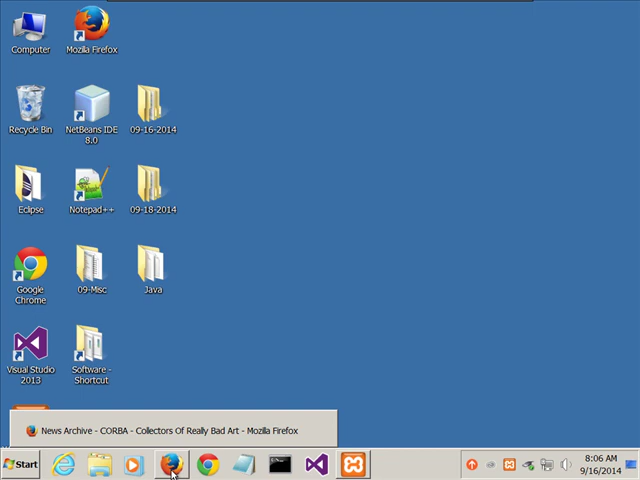 Computer
Mozilla Firefox
Recycle Bin
NetBeans IDE
8.0
09-16-2014
Eclipse
Notepad++
09-18-2014
Google
Chrome
09-Misc
Java
Visual Studio
2013
Software -
Shortcut
News Archive - CORBA - Collectors Of Really Bad Art - Mozilla Firefox
Start
8:06 AM
9/16/2014